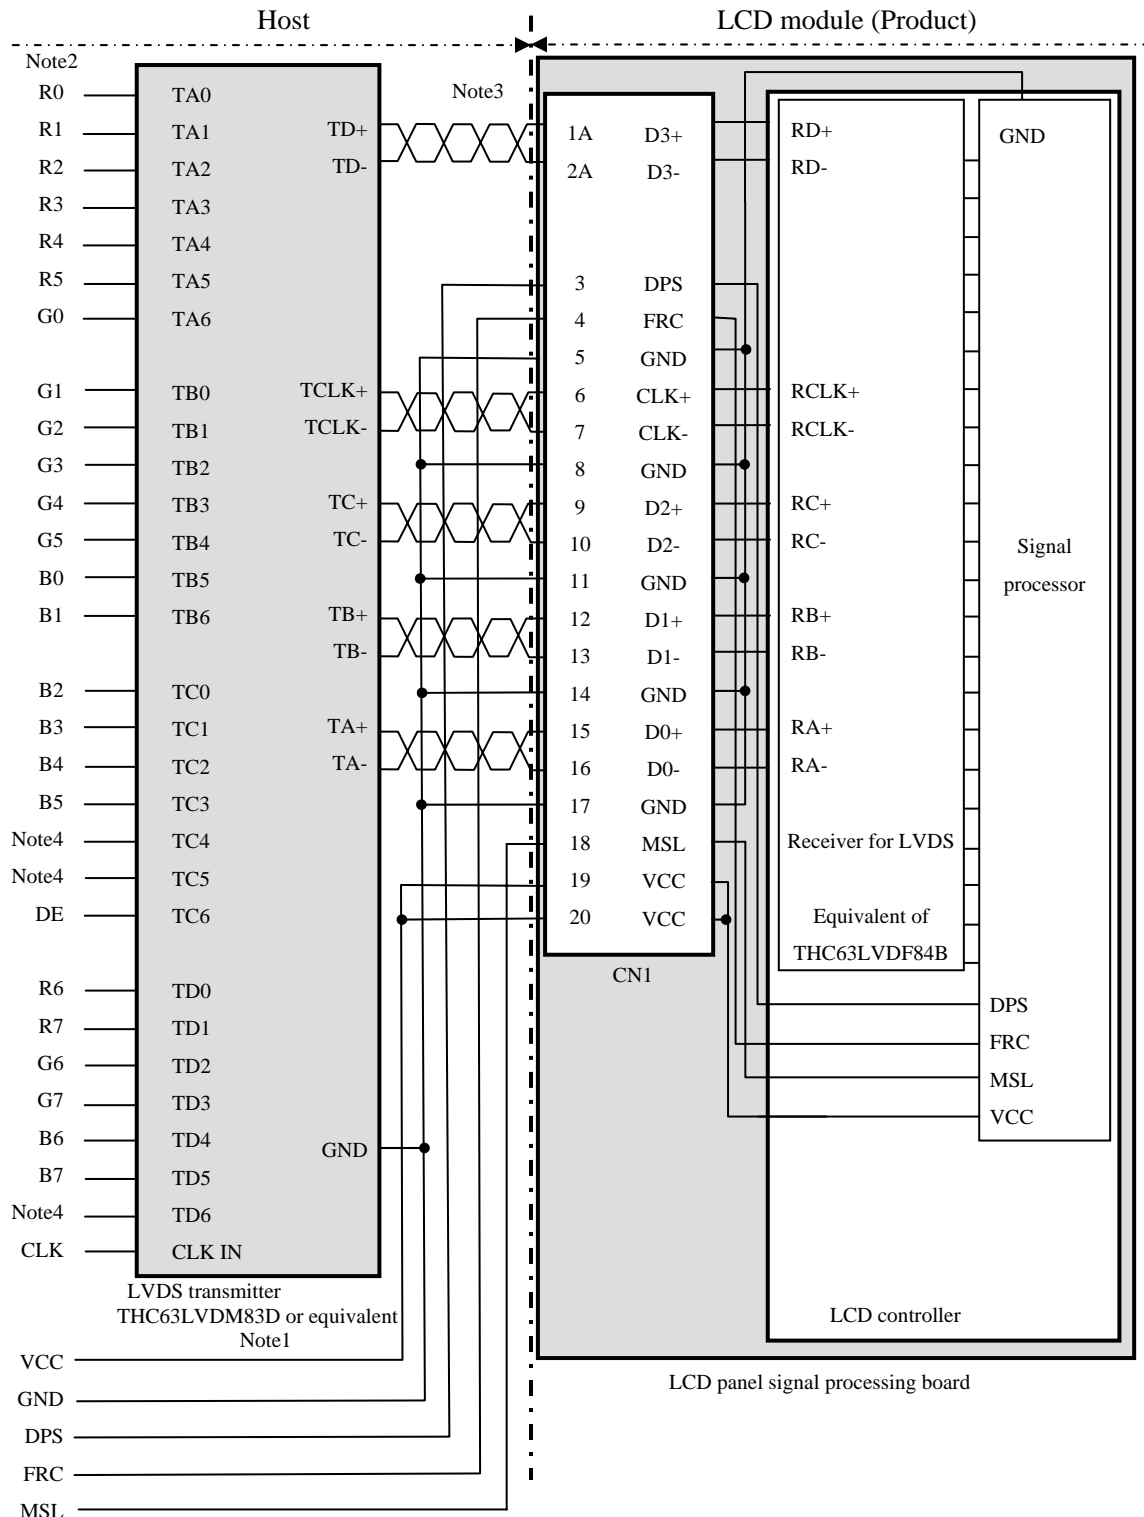 Host
LCD module (Product)
Note2
Note3
R0 TA0
R1 TA1 TD+ 1A D3+ RD+ GND
R2 TA2 TD- 2A D3- RD-
R3 TA3
R4 TA4
R5 TA5 3 DPS
G0 TA6 4 FRC
5 GND
G1 TB0 TCLK+ 6 CLK+ RCLK+
G2 TB1 TCLK- 7 CLK- RCLK-
G3 TB2 8 GND
G4 TB3 TC+ 9 D2+ RC+
G5 TB4 TC- 10 D2- RC-
Signal
processor
B0 TB5 11 GND
B1 TB6 TB+ 12 D1+ RB+
TB- 13 D1- RB-
B2 TC0 14 GND
B3 TC1 TA+ 15 D0+ RA+
B4 TC2 TA- 16 D0- RA-
B5 TC3 17 GND
Note4 TC4 18 MSL Receiver for LVDS
Note4 TC5 19 VCC
DE TC6 20 VCC Equivalent of
THC63LVDF84B
CN1
R6 TD0 DPS
R7 TD1 FRC
G6 TD2 MSL
G7 TD3 VCC
B6 TD4 GND
B7 TD5
Note4 TD6
CLK CLK IN
LVDS transmitter
THC63LVDM83D or equivalent
Note1
LCD controller
LCD panel signal processing board
VCC
GND
DPS
FRC
MSL